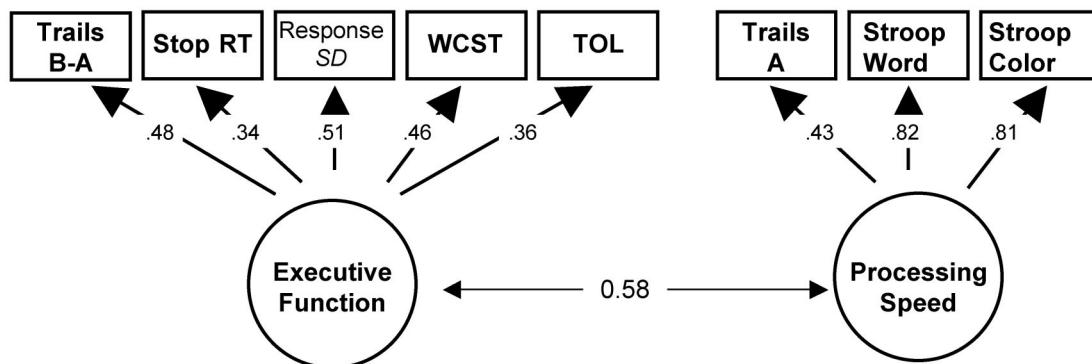 Trails
B-A
Stop RT
Response
SD
WCST
TOL
Trails
A
Stroop
Word
Stroop
Color
.48
.34
.51
.46
.36
.43
.82
.81
Executive
Function
0.58
Processing
Speed